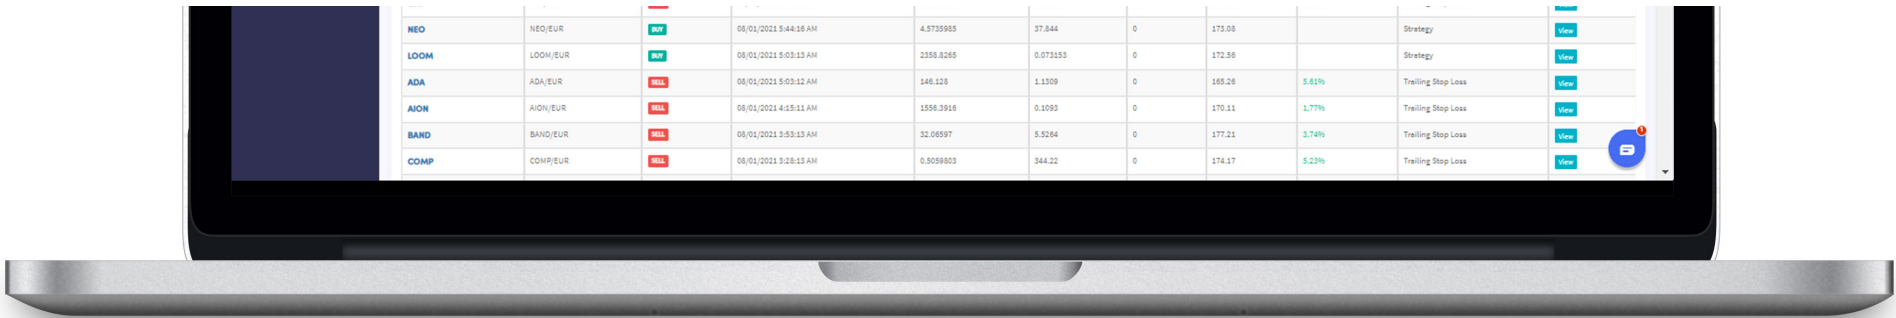 NEO NEO/EUR BUY 08/01/2021 5:44:16 AM 4.5735985 37.844 0 173.08 Strategy View
LOOM LOOM/EUR BUY 08/01/2021 5:03:13 AM 2358.8265 0.073153 0 172.56 Strategy View
ADA ADA/EUR SELL 08/01/2021 5:03:12 AM 146.128 1.1309 0 165.26 5.61% Trailing Stop Loss View
AION AION/EUR SELL 08/01/2021 4:15:11 AM 1556.3916 0.1093 0 170.11 1.77% Trailing Stop Loss View
BAND BAND/EUR SELL 08/01/2021 3:53:13 AM 32.06597 5.5264 0 177.21 3.74% Trailing Stop Loss View
COMP COMP/EUR SELL 08/01/2021 3:28:13 AM 0.5059803 344.22 0 174.17 5.23% Trailing Stop Loss View
1